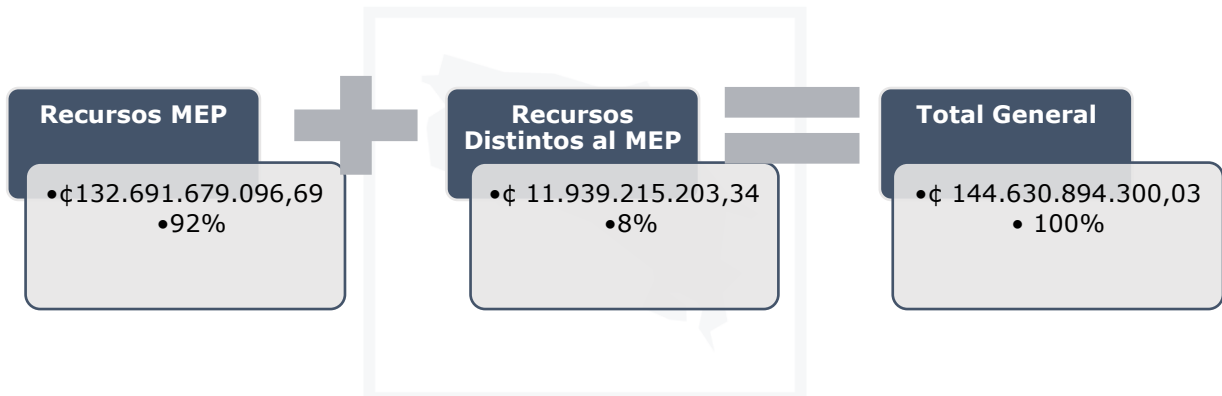 Recursos MEP
•¢132.691.679.096,69
•92%
Recursos
Distintos al MEP
•¢ 11.939.215.203,34
•8%
Total General
•¢ 144.630.894.300,03
• 100%